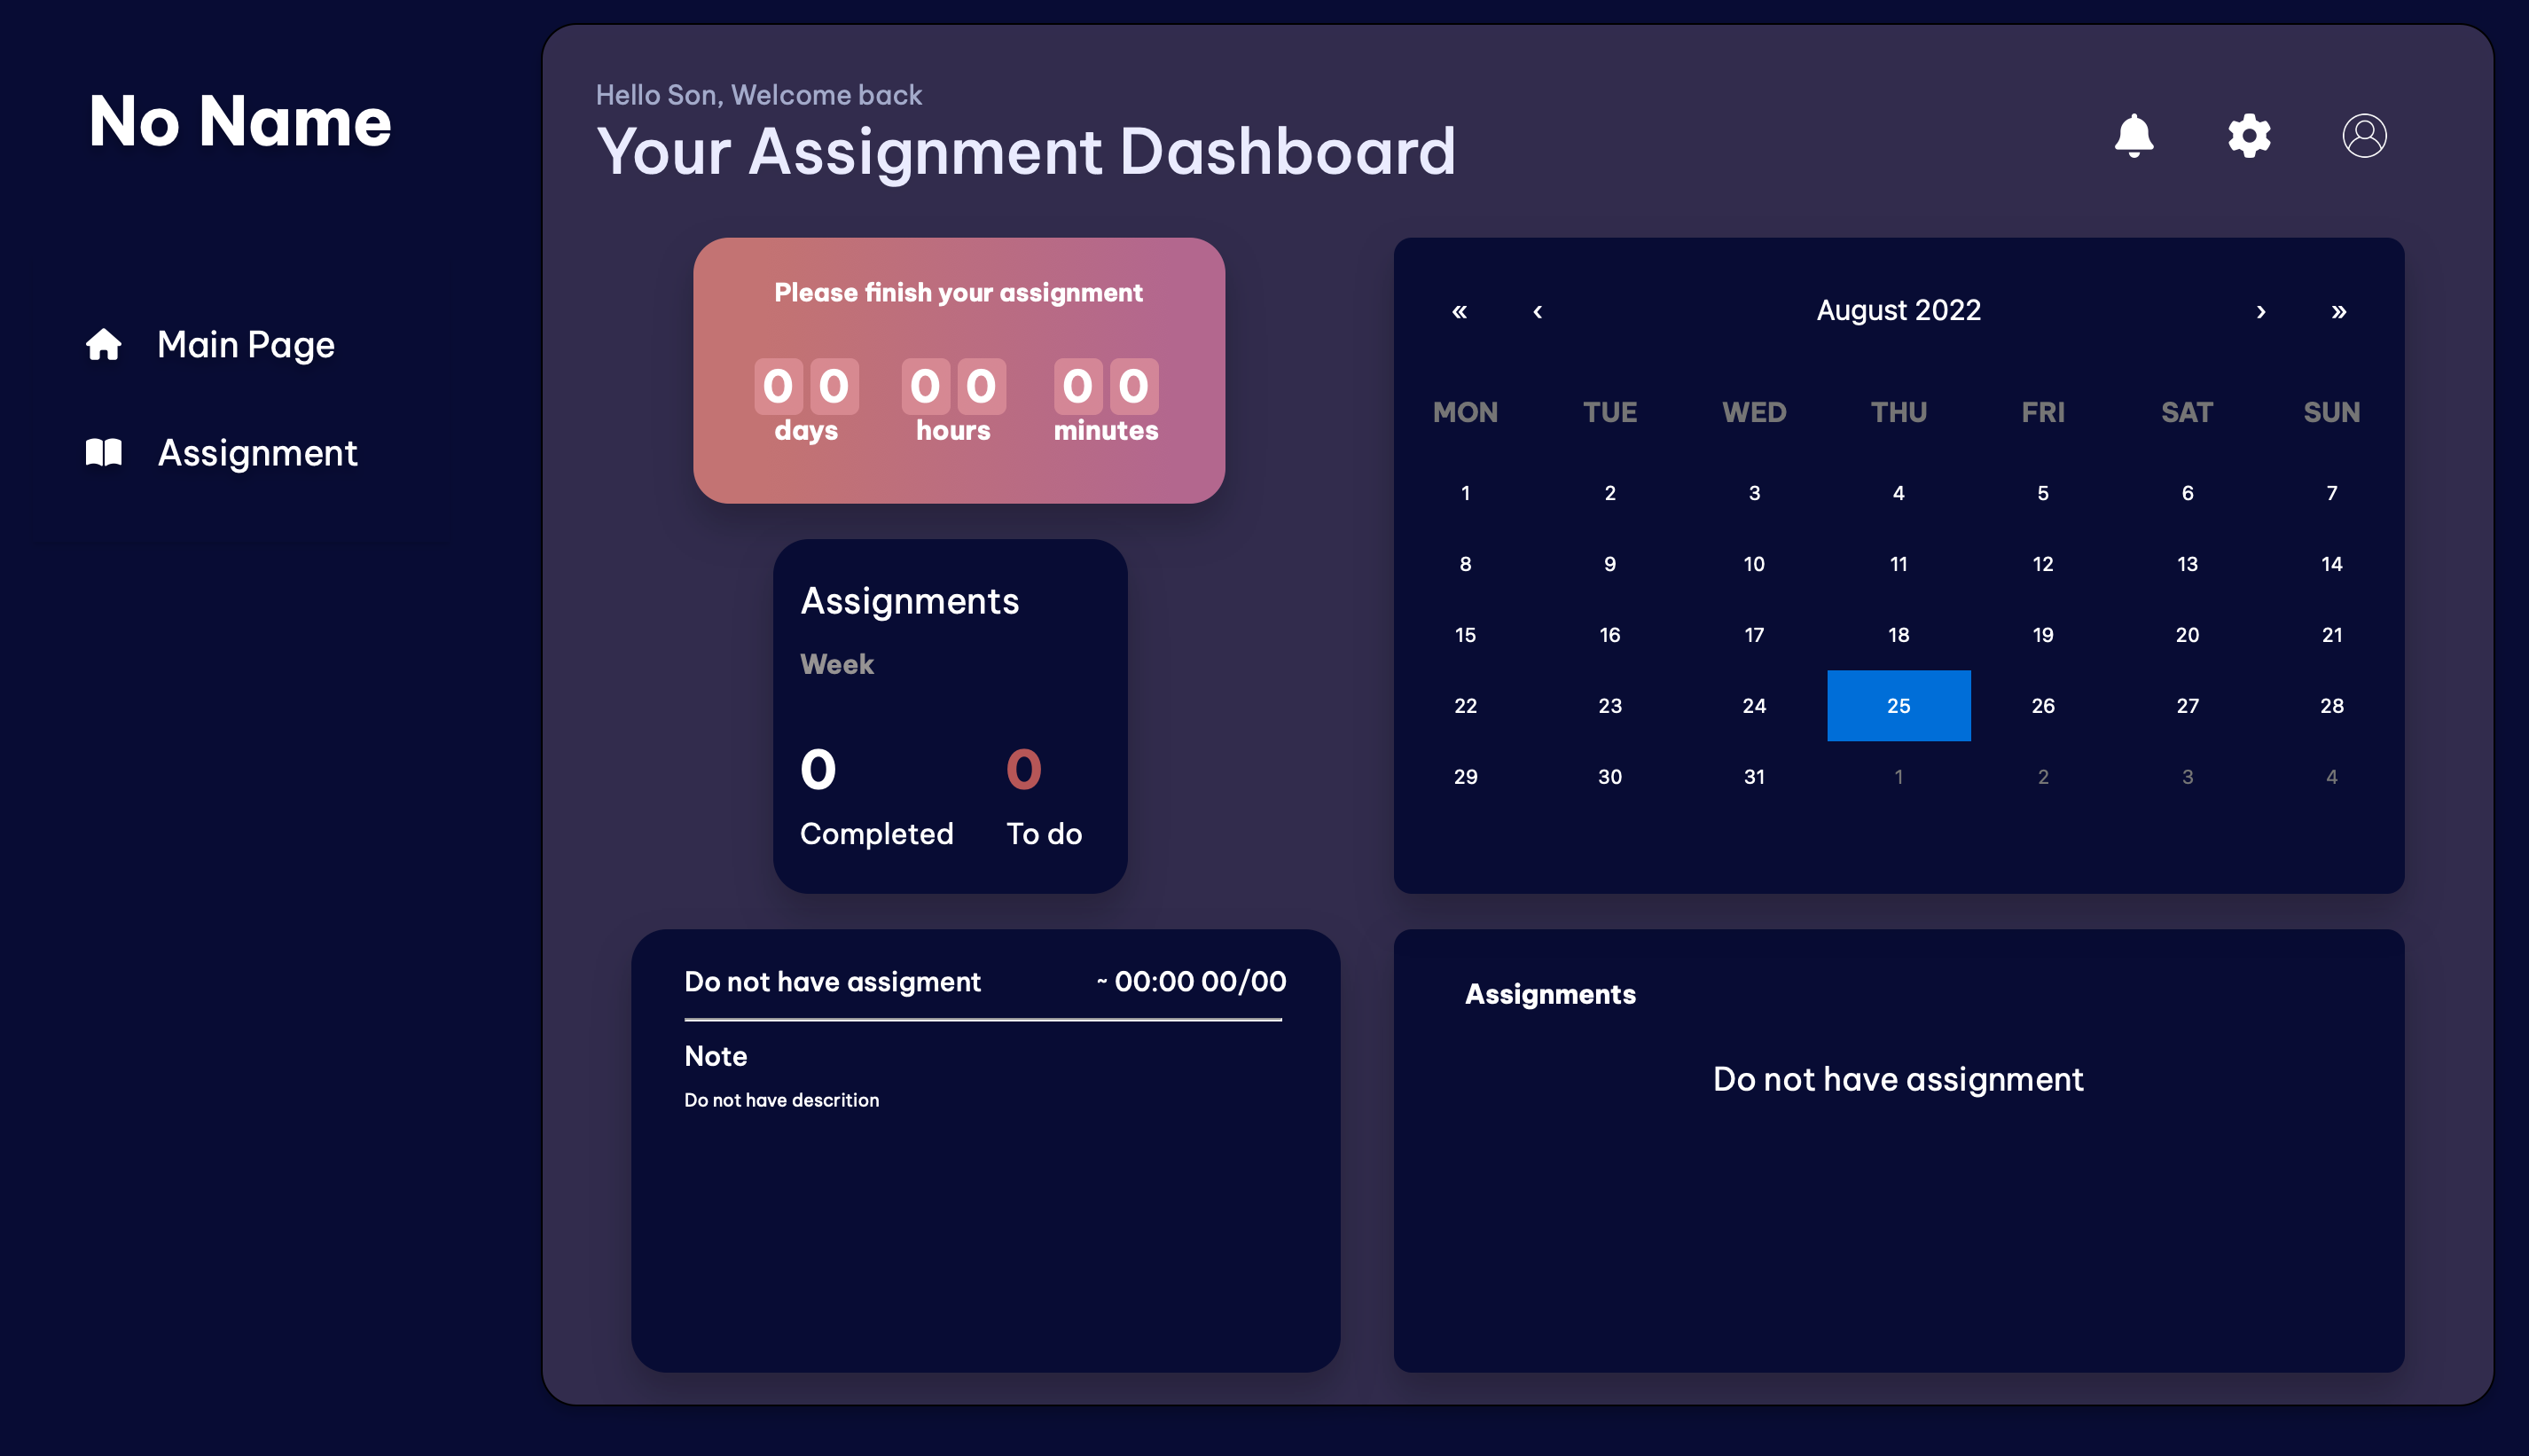 No Name
Main Page
Assignment
Hello Son, Welcome back
Your Assignment Dashboard
Please finish your assignment
0 0 0 0 0 0
days hours minutes
Assignments
Week
0 0
Completed To do
« ‹ August 2022 › »
MON TUE WED THU FRI SAT SUN
1 2 3 4 5 6 7
8 9 10 11 12 13 14
15 16 17 18 19 20 21
22 23 24 25 26 27 28
29 30 31 1 2 3 4
Do not have assigment ~ 00:00 00/00
Note
Do not have descrition
Assignments
Do not have assignment